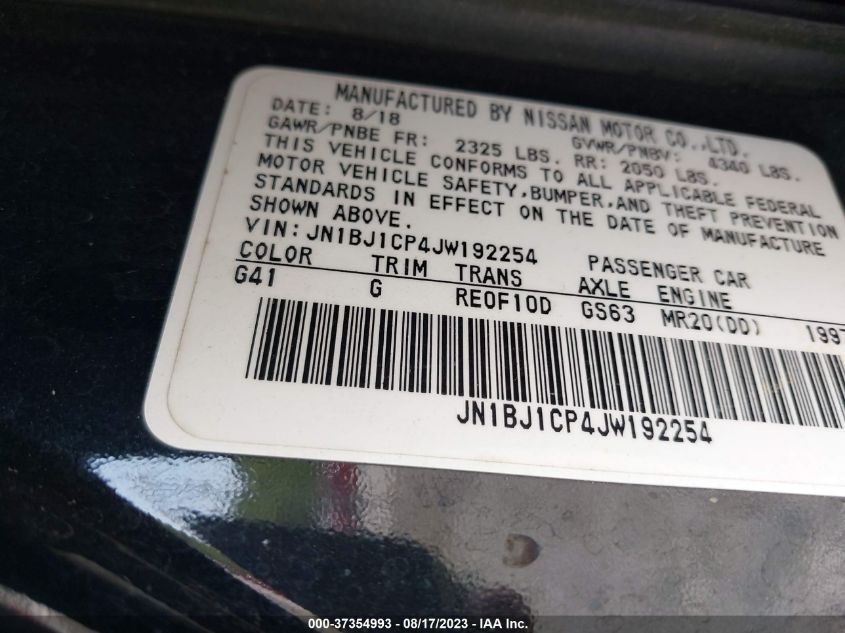 MANUFACTURED BY NISSAN MOTOR CO.,LTD.
DATE: 8/18 GVWR/PNBV: 4340 LBS.
GAWR/PNBE FR: 2325 LBS. RR: 2050 LBS.
THIS VEHICLE CONFORMS TO ALL APPLICABLE FEDERAL
MOTOR VEHICLE SAFETY,BUMPER,AND THEFT PREVENTION
STANDARDS IN EFFECT ON THE DATE OF MANUFACTURE
SHOWN ABOVE.
VIN:JN1BJ1CP4JW192254 PASSENGER CAR
COLOR TRIM TRANS AXLE ENGINE
G41 G RE0F10D GS63 MR20(DD) 1997
JN1BJ1CP4JW192254
000-37354993 - 08/17/2023 - IAA Inc.